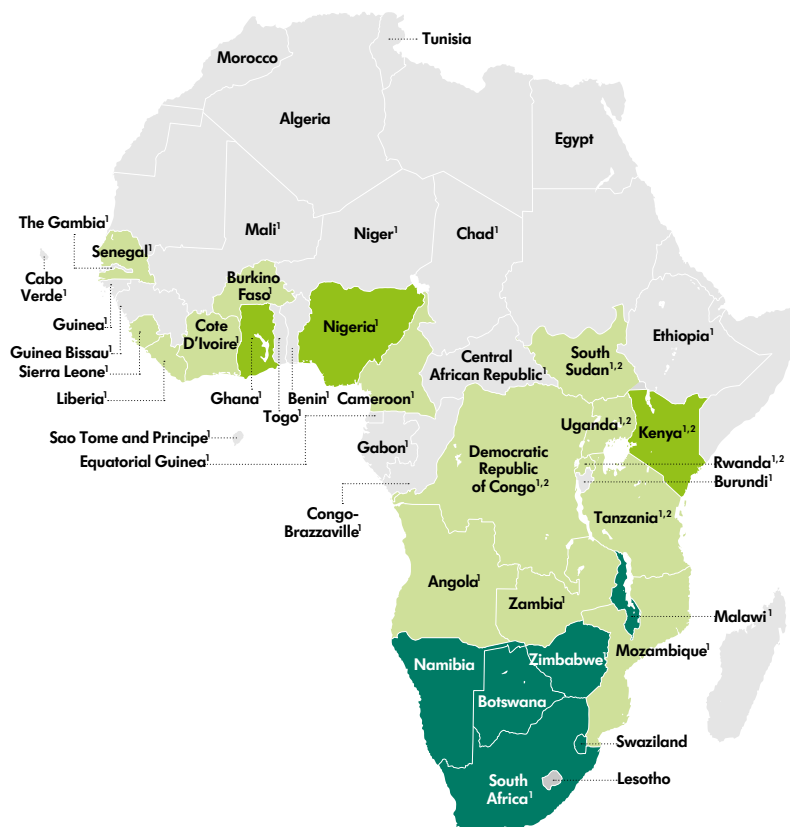 Tunisia
Morocco
Algeria
Egypt
The Gambia¹
Senegal¹
Mali¹
Niger¹
Chad¹
Cabo
Verde¹
Burkino
Faso¹
Guinea¹
Cote
D'Ivoire¹
Nigeria¹
Ethiopia¹
Guinea Bissau¹
Sierra Leone¹
South
Sudan¹,²
Central
African Republic¹
Liberia¹
Ghana¹
Togo¹
Benin¹
Cameroon¹
Uganda¹,²
Kenya¹,²
Sao Tome and Principe¹
Equatorial Guinea¹
Gabon¹
Democratic
Republic
of Congo¹,²
Rwanda¹,²
Burundi¹
Congo-
Brazzaville¹
Tanzania¹,²
Angola¹
Zambia¹
Malawi¹
Namibia
Zimbabwe¹
Mozambique¹
Botswana
Swaziland
South
Africa¹
Lesotho